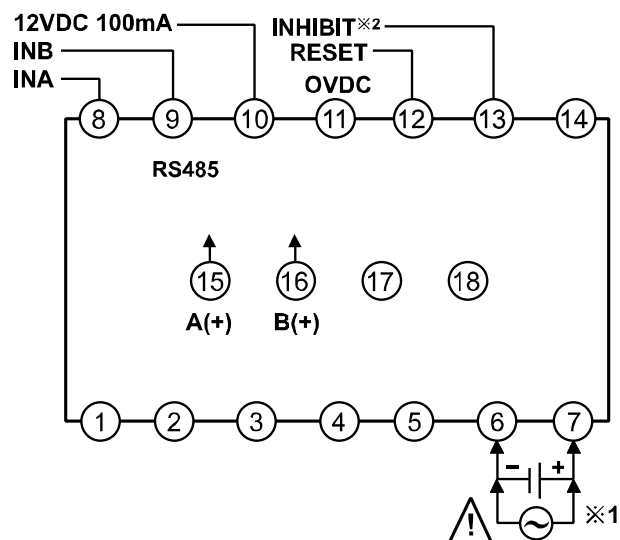 12VDC 100mA
INHIBIT※2
INB
RESET
INA
OVDC
8 9 10 11 12 13 14
RS485
15 16 17 18
A(+) B(+)
1 2 3 4 5 6 7
- +
! ~ ※1